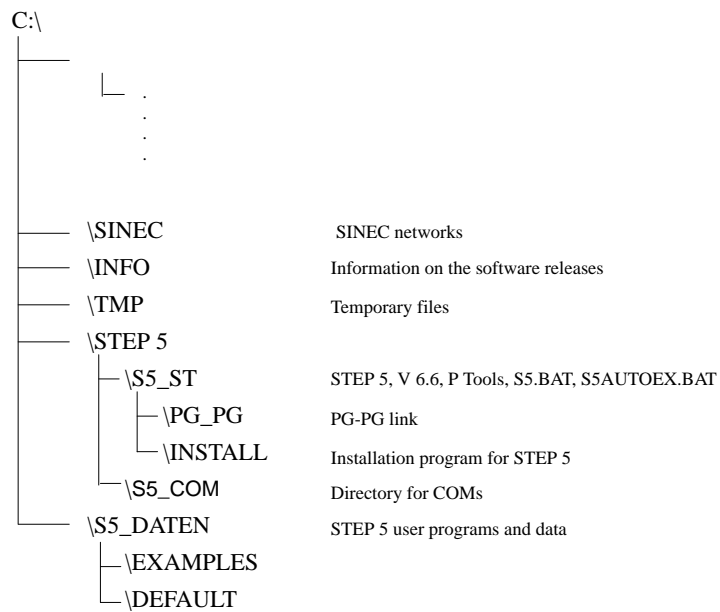 C:\
.
.
.
.
\SINEC SINEC networks
\INFO Information on the software releases
\TMP Temporary files
\STEP 5
\S5_ST STEP 5, V 6.6, P Tools, S5.BAT, S5AUTOEX.BAT
\PG_PG PG-PG link
\INSTALL Installation program for STEP 5
\S5_COM Directory for COMs
\S5_DATEN STEP 5 user programs and data
\EXAMPLES
\DEFAULT